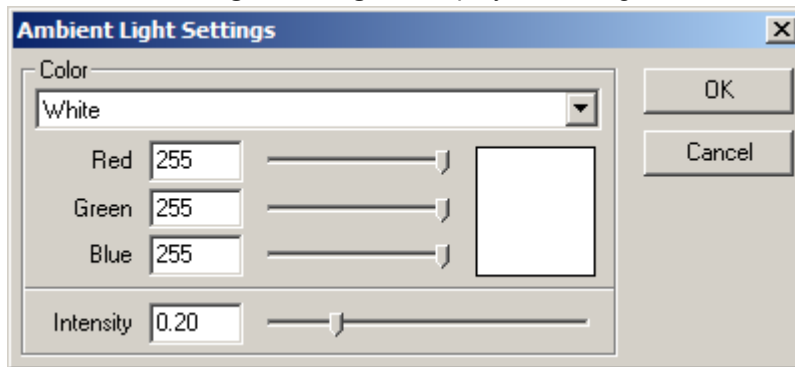 Ambient Light Settings
Color
White
OK
Red 255
Cancel
Green 255
Blue 255
Intensity 0.20